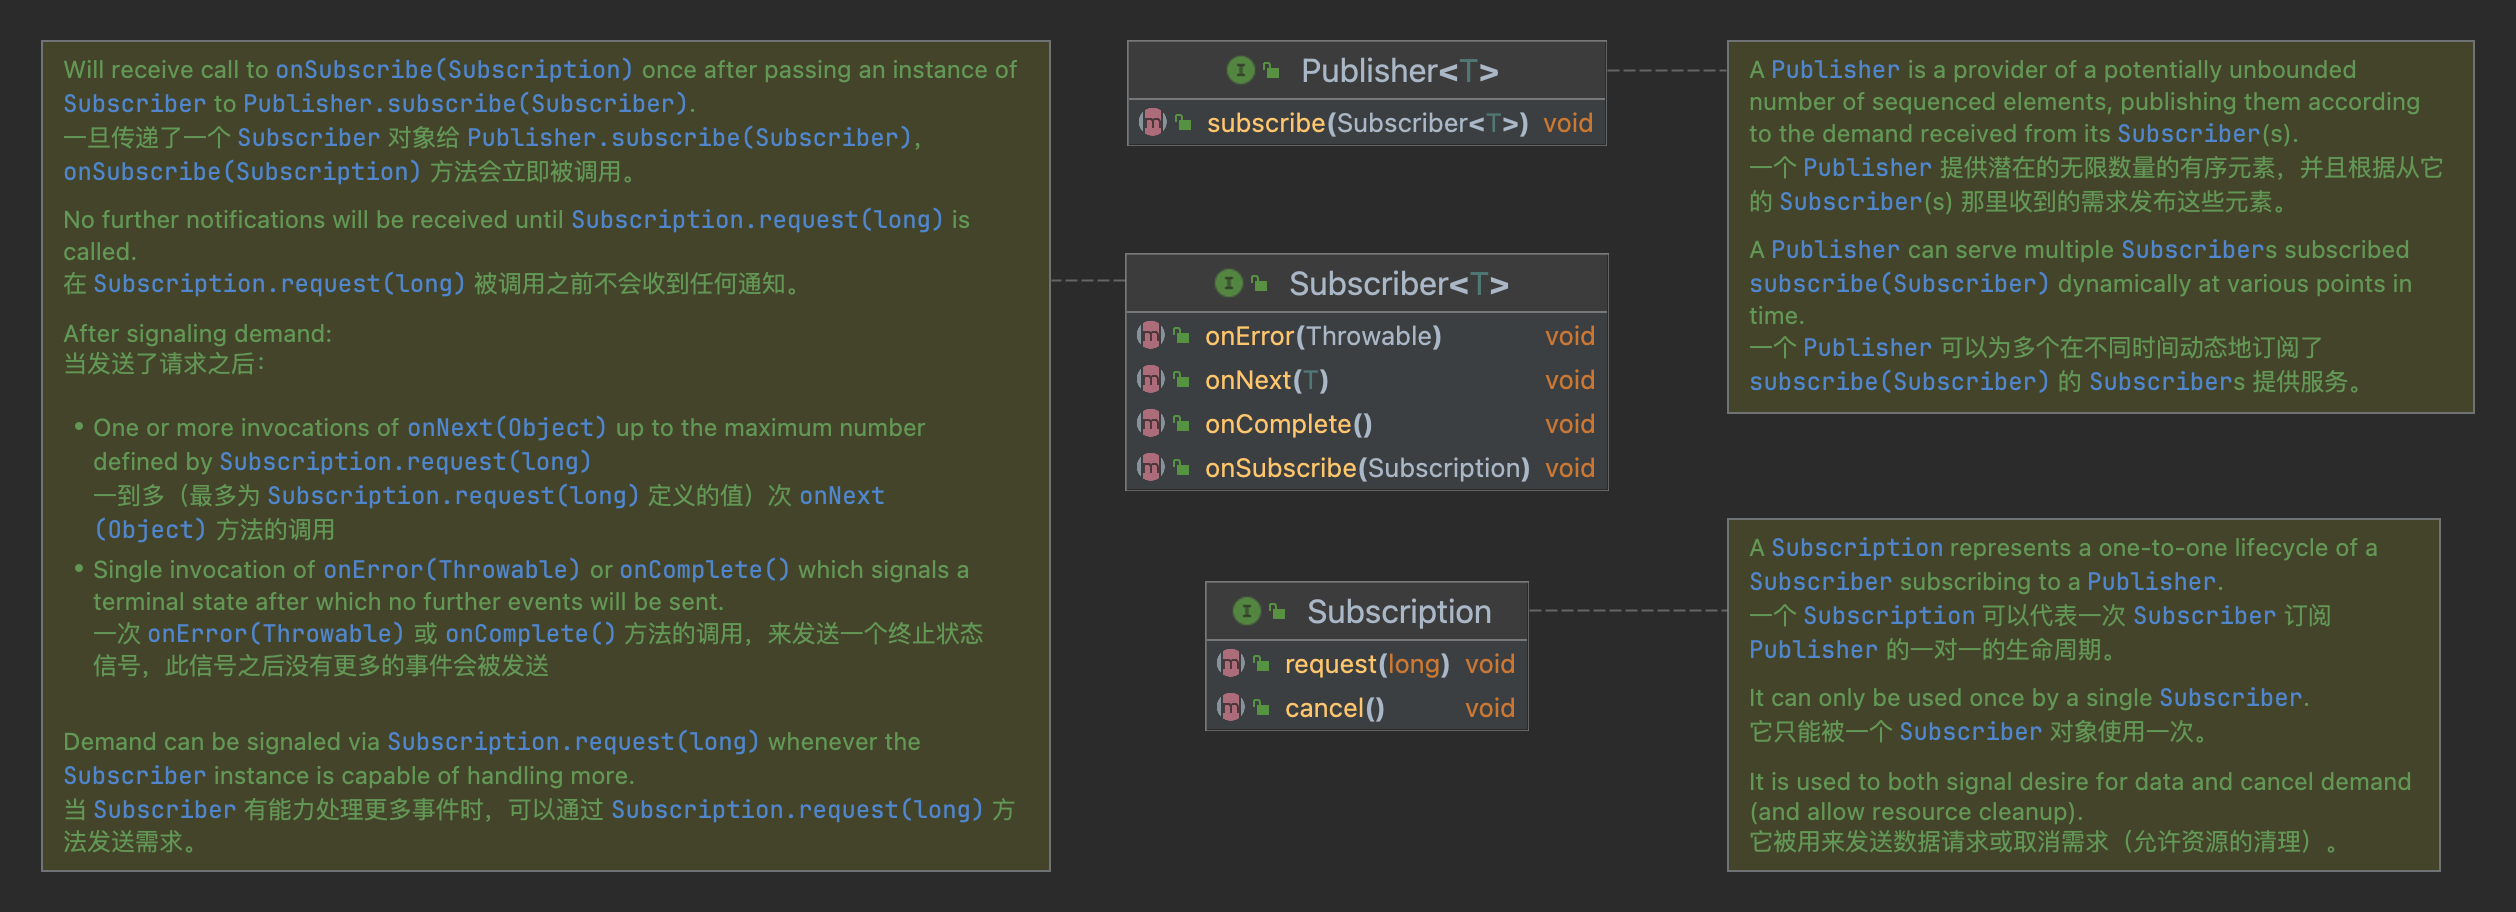 Will receive call to onSubscribe(Subscription) once after passing an instance of
Subscriber to Publisher.subscribe(Subscriber).
一旦传递了一个 Subscriber 对象给 Publisher.subscribe(Subscriber),
onSubscribe(Subscription) 方法会立即被调用。
No further notifications will be received until Subscription.request(long) is
called.
在 Subscription.request(long) 被调用之前不会收到任何通知。
After signaling demand:
当发送了请求之后：
• One or more invocations of onNext(Object) up to the maximum number
defined by Subscription.request(long)
一到多（最多为 Subscription.request(long) 定义的值）次 onNext
(Object) 方法的调用
• Single invocation of onError(Throwable) or onComplete() which signals a
terminal state after which no further events will be sent.
一次 onError(Throwable) 或 onComplete() 方法的调用，来发送一个终止状态
信号，此信号之后没有更多的事件会被发送
Demand can be signaled via Subscription.request(long) whenever the
Subscriber instance is capable of handling more.
当 Subscriber 有能力处理更多事件时，可以通过 Subscription.request(long) 方
法发送需求。
I Publisher<T>
m subscribe(Subscriber<T>) void
I Subscriber<T>
m onError(Throwable) void
m onNext(T) void
m onComplete() void
m onSubscribe(Subscription) void
I Subscription
m request(long) void
m cancel() void
A Publisher is a provider of a potentially unbounded
number of sequenced elements, publishing them according
to the demand received from its Subscriber(s).
一个 Publisher 提供潜在的无限数量的有序元素，并且根据从它
的 Subscriber(s) 那里收到的需求发布这些元素。
A Publisher can serve multiple Subscribers subscribed
subscribe(Subscriber) dynamically at various points in
time.
一个 Publisher 可以为多个在不同时间动态地订阅了
subscribe(Subscriber) 的 Subscribers 提供服务。
A Subscription represents a one-to-one lifecycle of a
Subscriber subscribing to a Publisher.
一个 Subscription 可以代表一次 Subscriber 订阅
Publisher 的一对一的生命周期。
It can only be used once by a single Subscriber.
它只能被一个 Subscriber 对象使用一次。
It is used to both signal desire for data and cancel demand
(and allow resource cleanup).
它被用来发送数据请求或取消需求（允许资源的清理）。